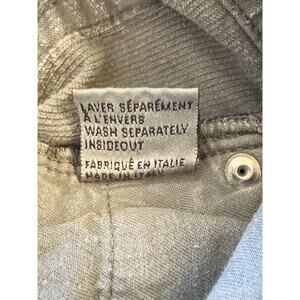 LAVER SÉPARÉMENT
À L'ENVERS
WASH SEPARATELY
INSIDEOUT
FABRIQUÉ EN ITALIE
MADE IN ITALY